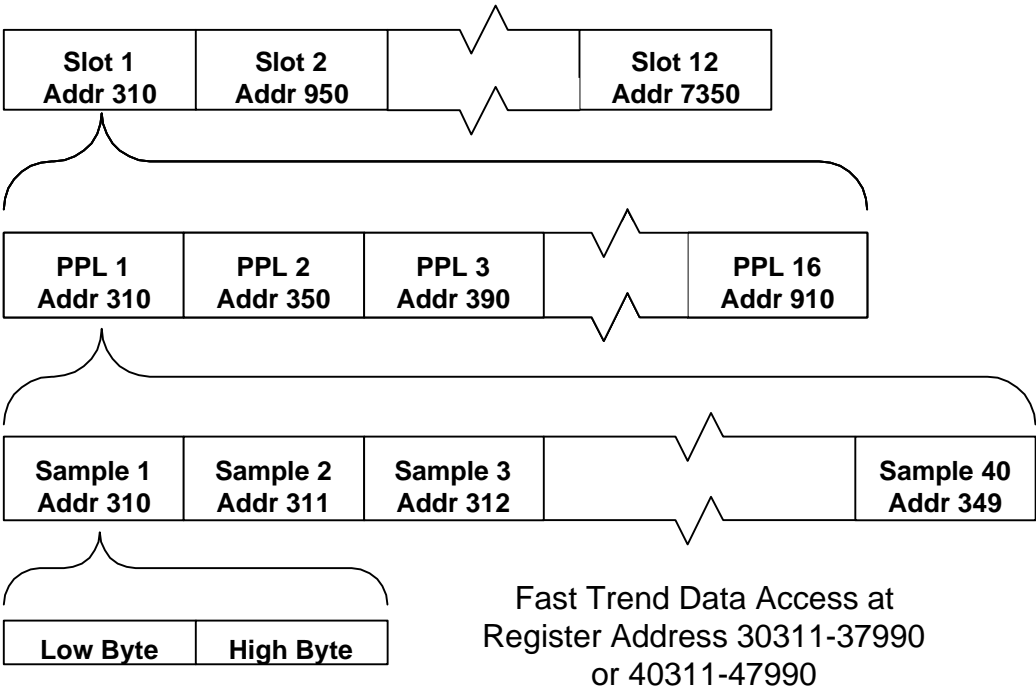 Slot 1
Addr 310
Slot 2
Addr 950
Slot 12
Addr 7350
PPL 1
Addr 310
PPL 2
Addr 350
PPL 3
Addr 390
PPL 16
Addr 910
Sample 1
Addr 310
Sample 2
Addr 311
Sample 3
Addr 312
Sample 40
Addr 349
Low Byte
High Byte
Fast Trend Data Access at
Register Address 30311-37990
or 40311-47990